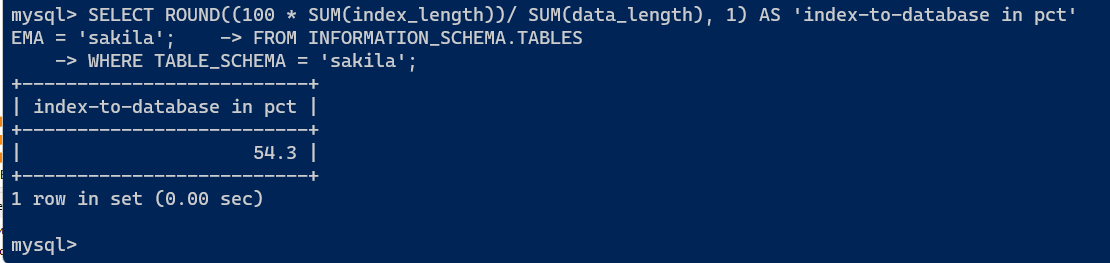 mysql> SELECT ROUND((100 * SUM(index_length))/ SUM(data_length), 1) AS 'index-to-database in pct'
EMA = 'sakila';    -> FROM INFORMATION_SCHEMA.TABLES
    -> WHERE TABLE_SCHEMA = 'sakila';
+--------------------------+
| index-to-database in pct |
+--------------------------+
|                     54.3 |
+--------------------------+
1 row in set (0.00 sec)
mysql>